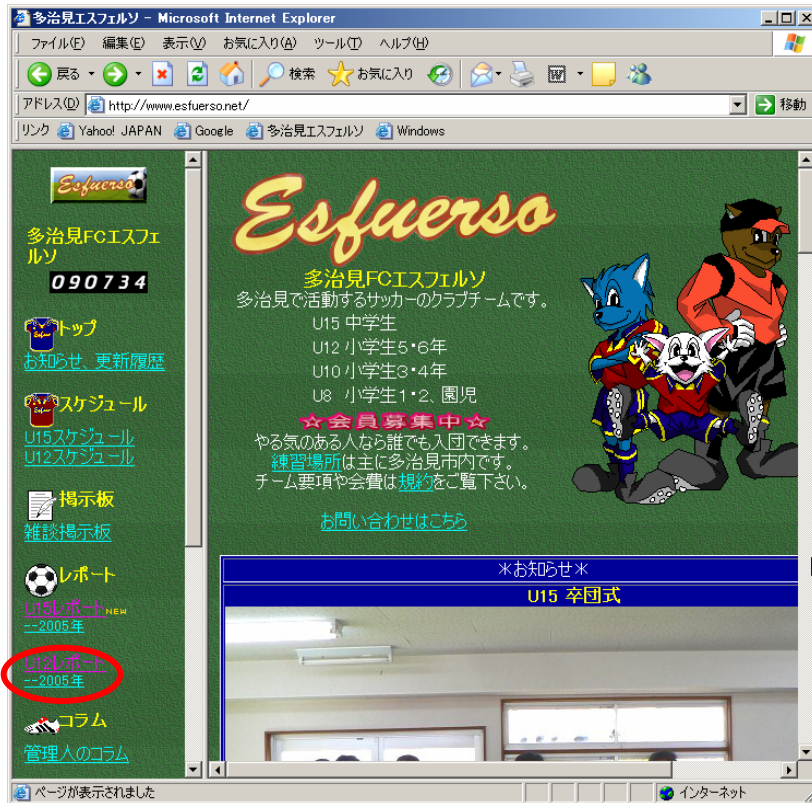 多治見エスフェルソ - Microsoft Internet Explorer
ファイル(F) 編集(E) 表示(V) お気に入り(A) ツール(T) ヘルプ(H)
戻る 検索 お気に入り
アドレス(D) http://www.esfuerso.net/ 移動
リンク Yahoo! JAPAN Google 多治見エスフェルソ Windows
Esfuerso
多治見FCエスフェ
ルソ
090734
トップ
お知らせ、更新履歴
スケジュール
U15スケジュール
U12スケジュール
掲示板
雑談掲示板
レポート
U15レポート NEW
--2005年
U12レポート
--2005年
コラム
管理人のコラム
Esfuerso
多治見FCエスフェルソ
多治見で活動するサッカーのクラブチームです。
U15 中学生
U12 小学生5・6年
U10 小学生3・4年
U8 小学生1・2、園児
☆会員募集中☆
やる気のある人なら誰でも入団できます。
練習場所は主に多治見市内です。
チーム要項や会費は規約をご覧下さい。
お問い合わせはこちら
＊お知らせ＊
U15 卒団式
ページが表示されました インターネット